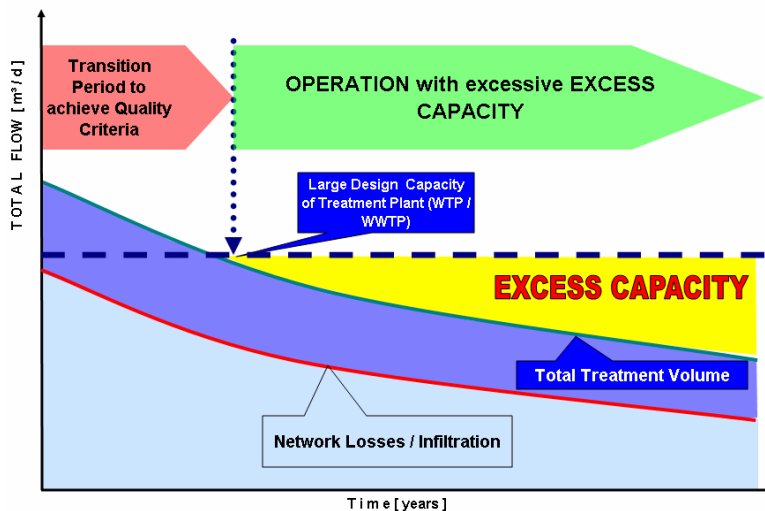 TOTAL FLOW [m³/d]
Transition
Period to
achieve Quality
Criteria
OPERATION with excessive EXCESS
CAPACITY
Large Design Capacity
of Treatment Plant (WTP /
WWTP)
EXCESS CAPACITY
Total Treatment Volume
Network Losses / Infiltration
Time [years]